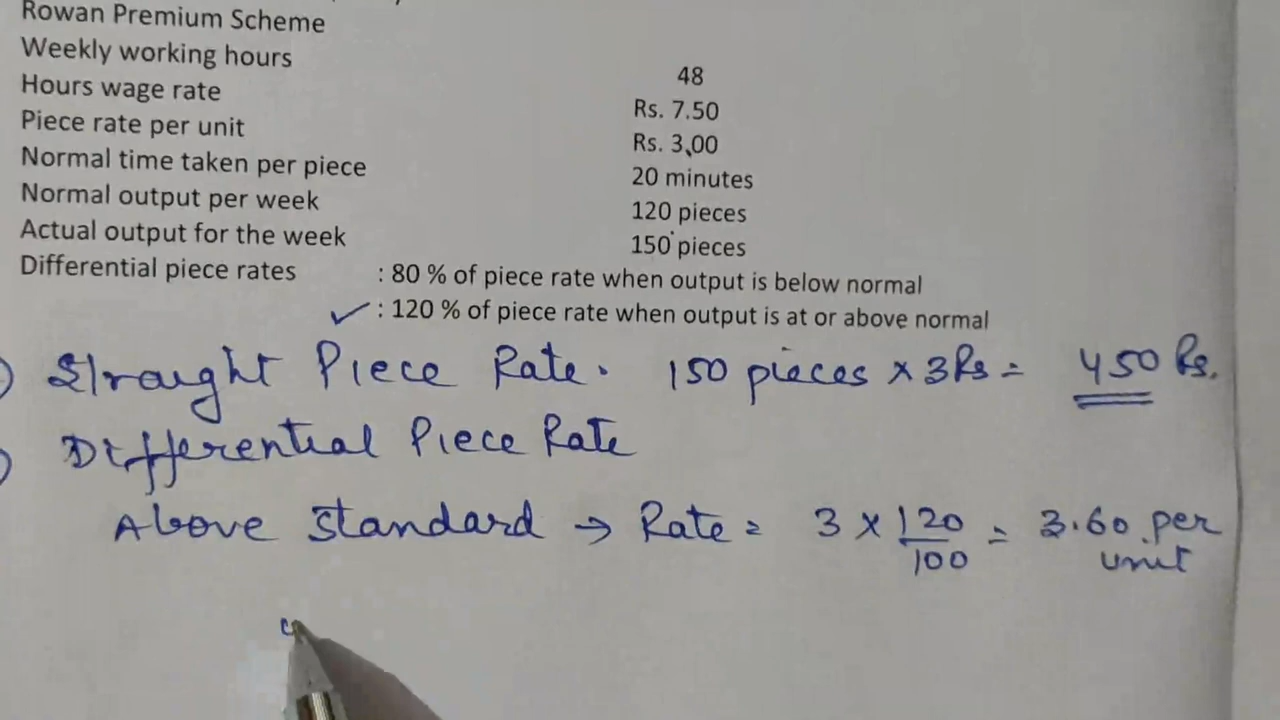 Rowan Premium Scheme
Weekly working hours 48
Hours wage rate Rs. 7.50
Piece rate per unit Rs. 3,00
Normal time taken per piece 20 minutes
Normal output per week 120 pieces
Actual output for the week 150 pieces
Differential piece rates : 80 % of piece rate when output is below normal
: 120 % of piece rate when output is at or above normal
Straight Piece Rate. 150 pieces × 3Rs = 450 Rs.
Differential Piece Rate
Above Standard → Rate = 3 × 120/100 = 3.60 per unit